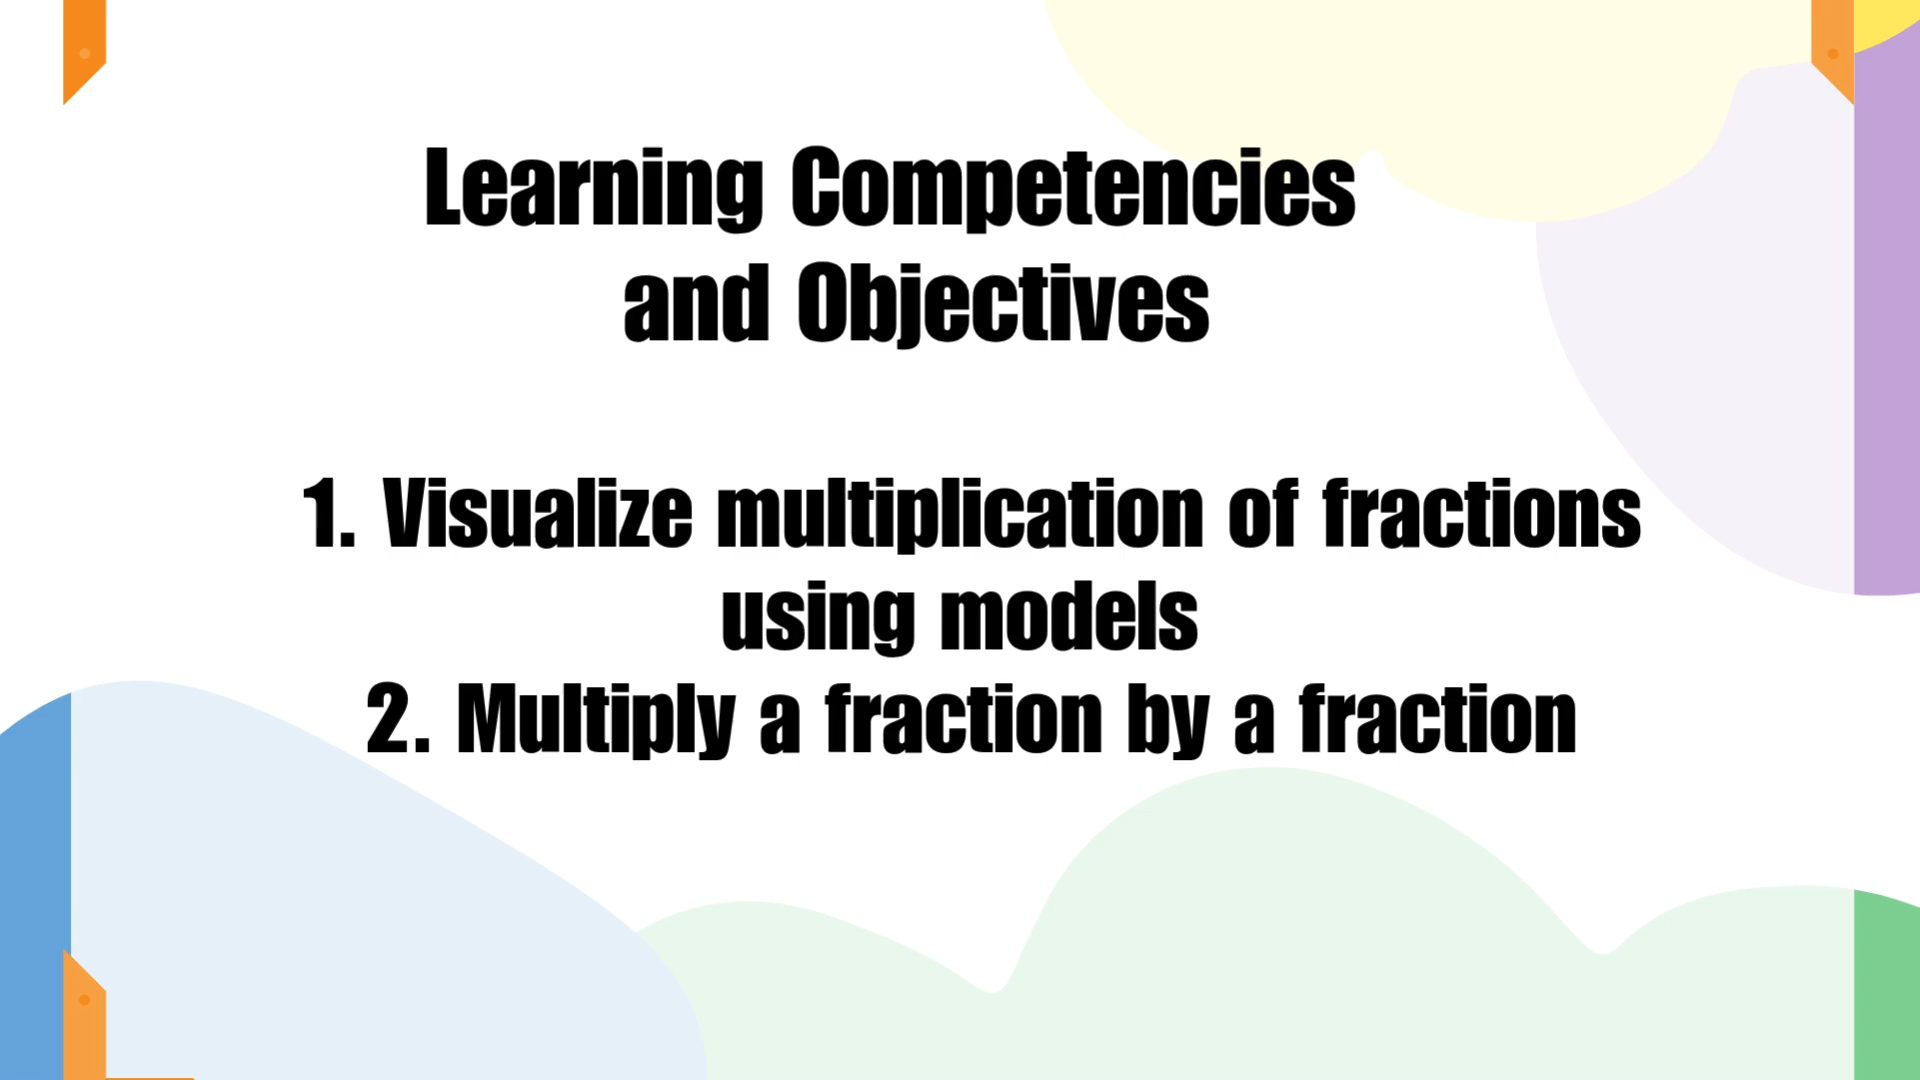 Learning Competencies
and Objectives
1. Visualize multiplication of fractions
using models
2. Multiply a fraction by a fraction